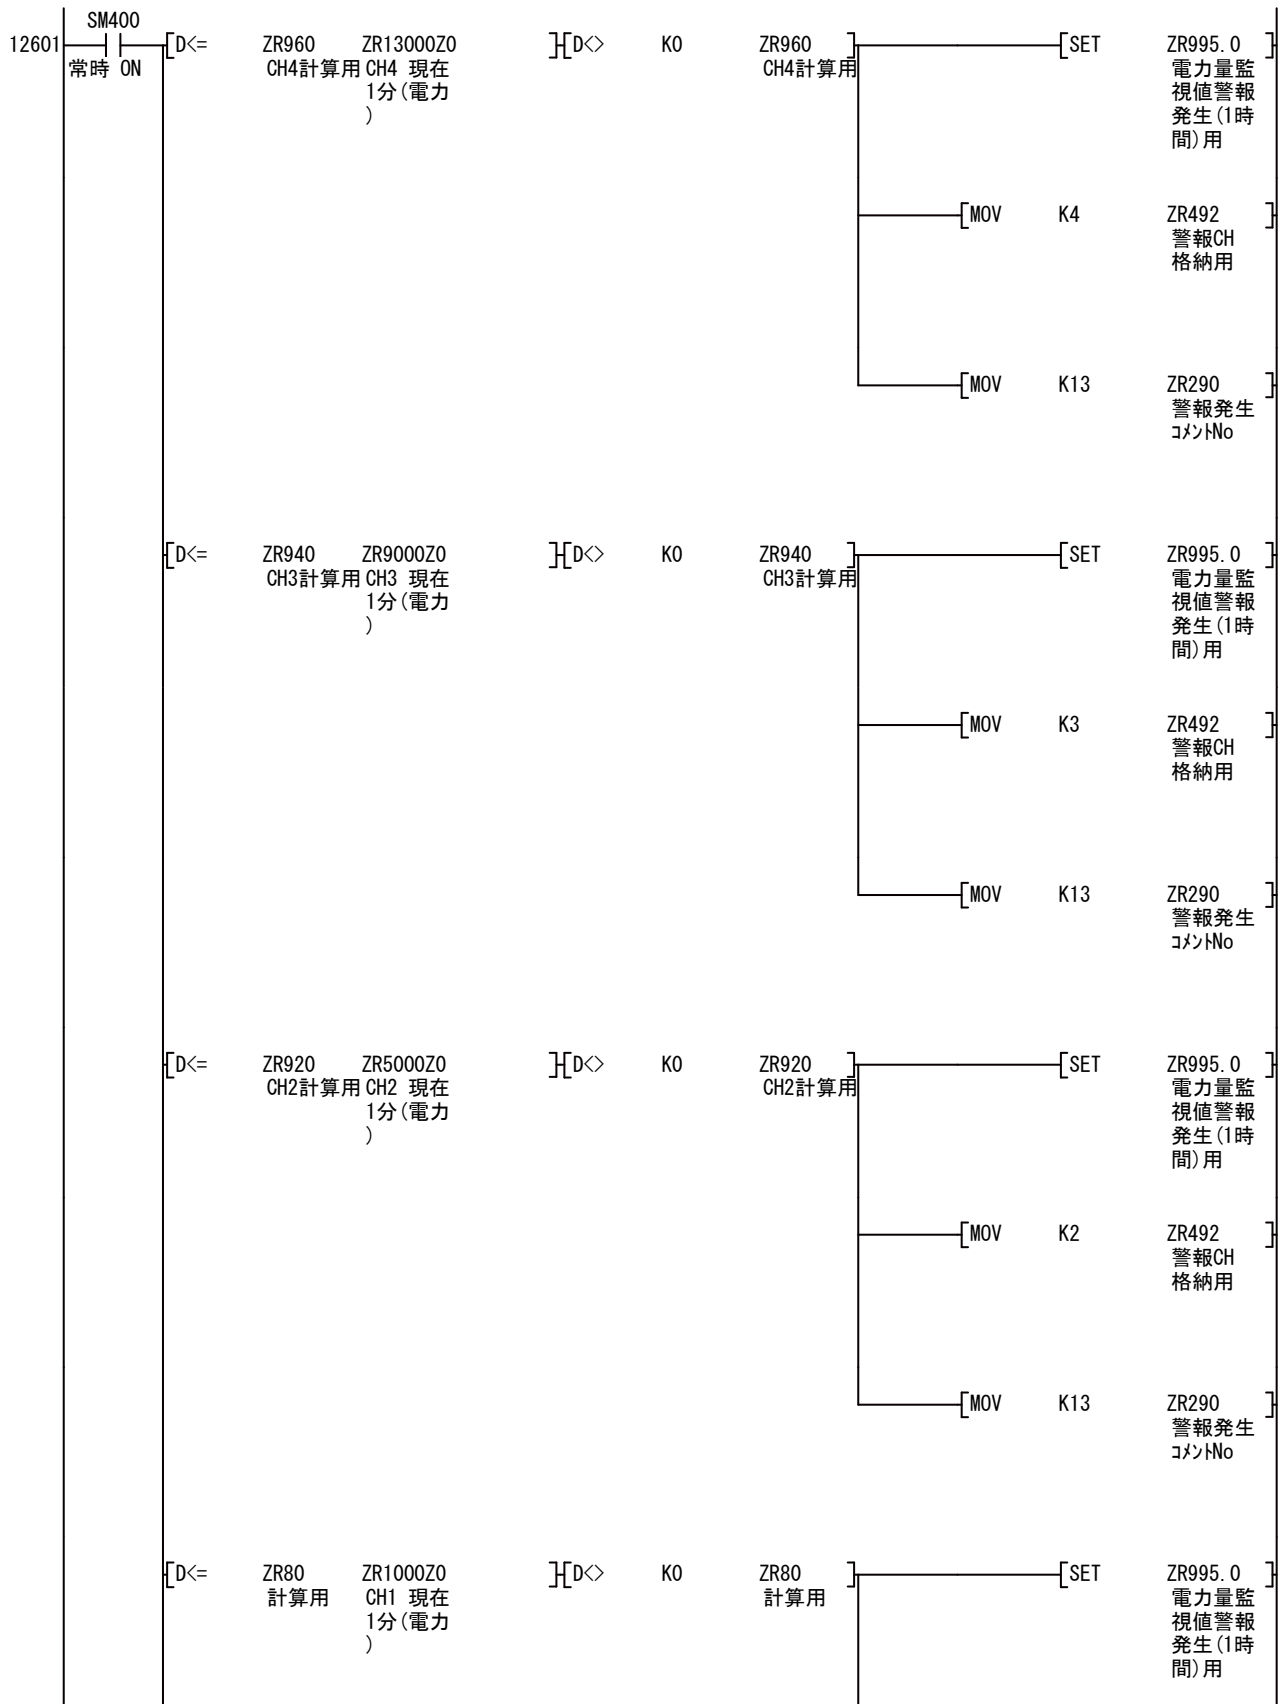 SM400
12601 [D<= ZR960 ZR13000Z0 ] [D<> K0 ZR960 ] [SET ZR995.0 ]
常時 ON CH4計算用 CH4 現在 CH4計算用 電力量監
1分(電力 視値警報
) 発生(1時
間)用
[MOV K4 ZR492 ]
警報CH
格納用
[MOV K13 ZR290 ]
警報発生
ｺﾒﾝﾄNo
[D<= ZR940 ZR9000Z0 ] [D<> K0 ZR940 ] [SET ZR995.0 ]
CH3計算用 CH3 現在 CH3計算用 電力量監
1分(電力 視値警報
) 発生(1時
間)用
[MOV K3 ZR492 ]
警報CH
格納用
[MOV K13 ZR290 ]
警報発生
ｺﾒﾝﾄNo
[D<= ZR920 ZR5000Z0 ] [D<> K0 ZR920 ] [SET ZR995.0 ]
CH2計算用 CH2 現在 CH2計算用 電力量監
1分(電力 視値警報
) 発生(1時
間)用
[MOV K2 ZR492 ]
警報CH
格納用
[MOV K13 ZR290 ]
警報発生
ｺﾒﾝﾄNo
[D<= ZR80 ZR1000Z0 ] [D<> K0 ZR80 ] [SET ZR995.0 ]
計算用 CH1 現在 計算用 電力量監
1分(電力 視値警報
) 発生(1時
間)用